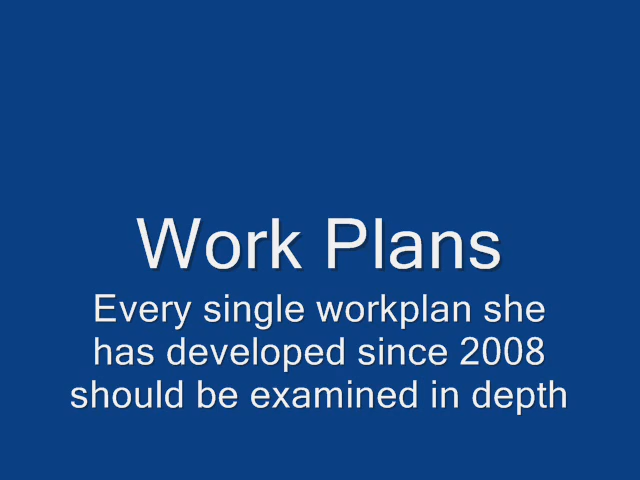 Work Plans
Every single workplan she
has developed since 2008
should be examined in depth